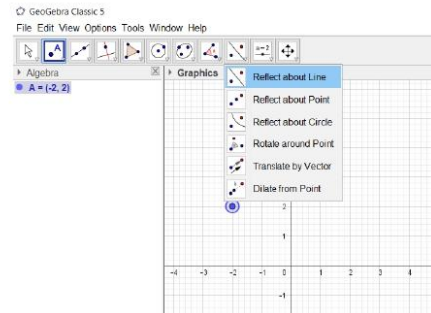 GeoGebra Classic 5
File Edit View Options Tools Window Help
a=2
Algebra
Graphics
A = (-2, 2)
Reflect about Line
Reflect about Point
Reflect about Circle
Rotate around Point
Translate by Vector
Dilate from Point
2
1
-4 -3 -2 -1 0 1 2 3 4
-1